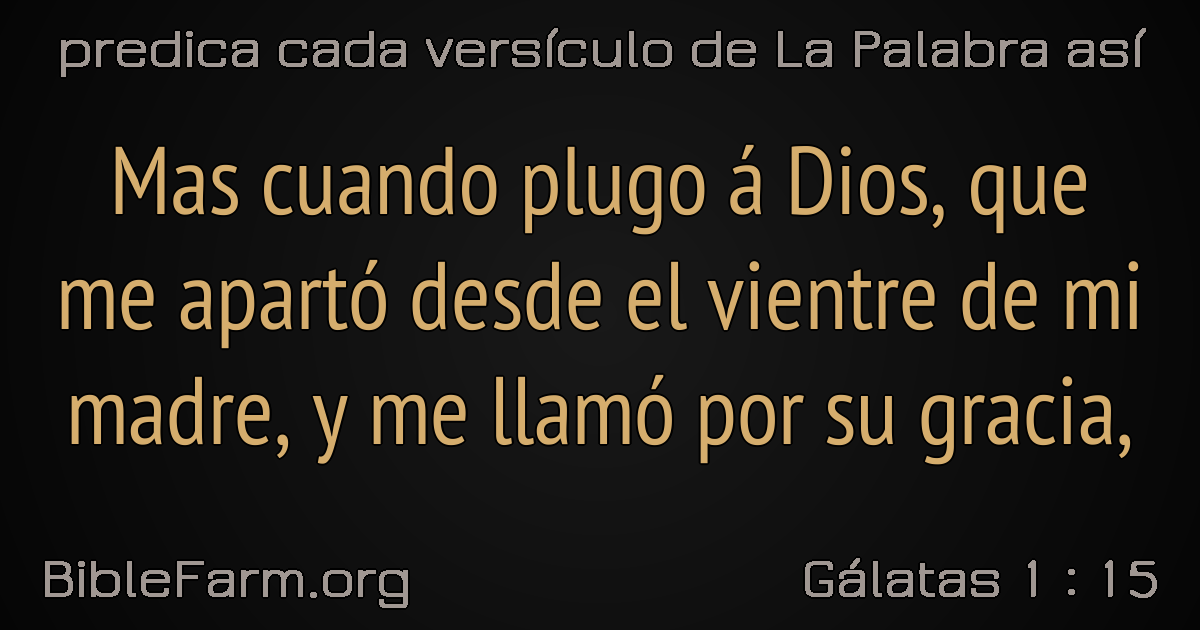 predica cada versículo de La Palabra así
Mas cuando plugo á Dios, que
me apartó desde el vientre de mi
madre, y me llamó por su gracia,
BibleFarm.org
Gálatas 1 : 15